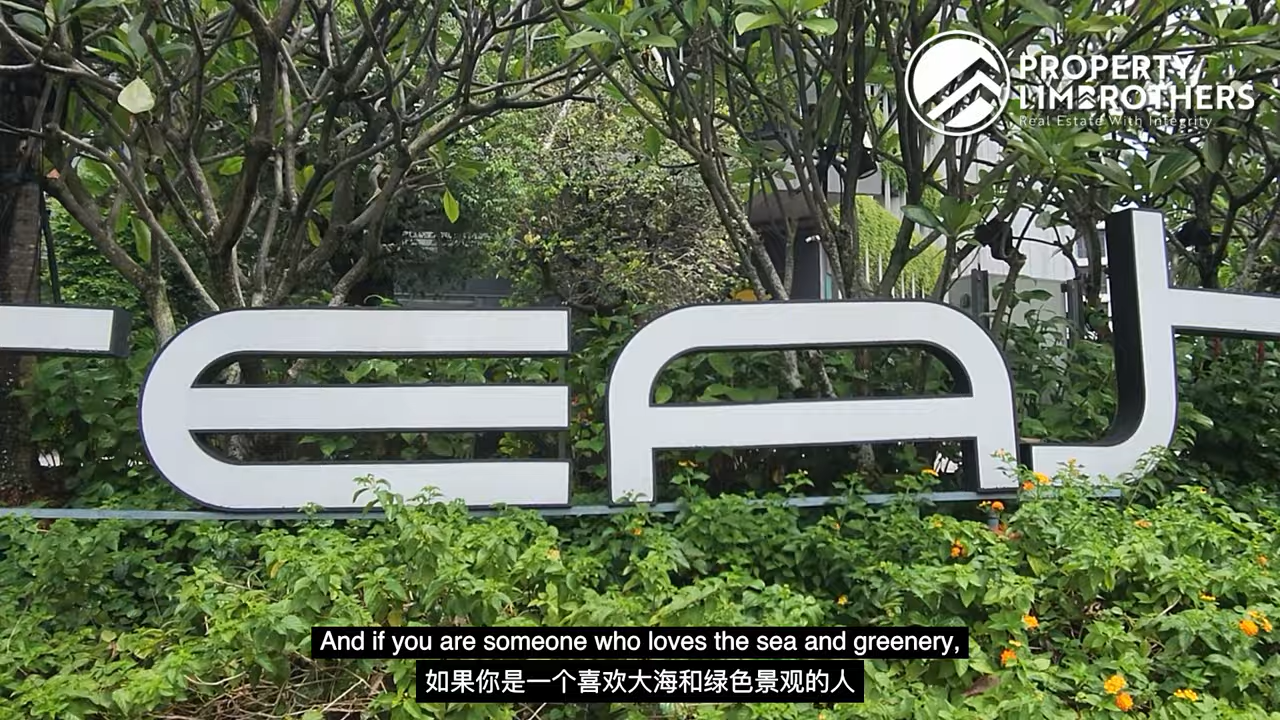 PROPERTY
LIMBROTHERS
Real Estate With Integrity
EA
And if you are someone who loves the sea and greenery,
如果你是一个喜欢大海和绿色景观的人